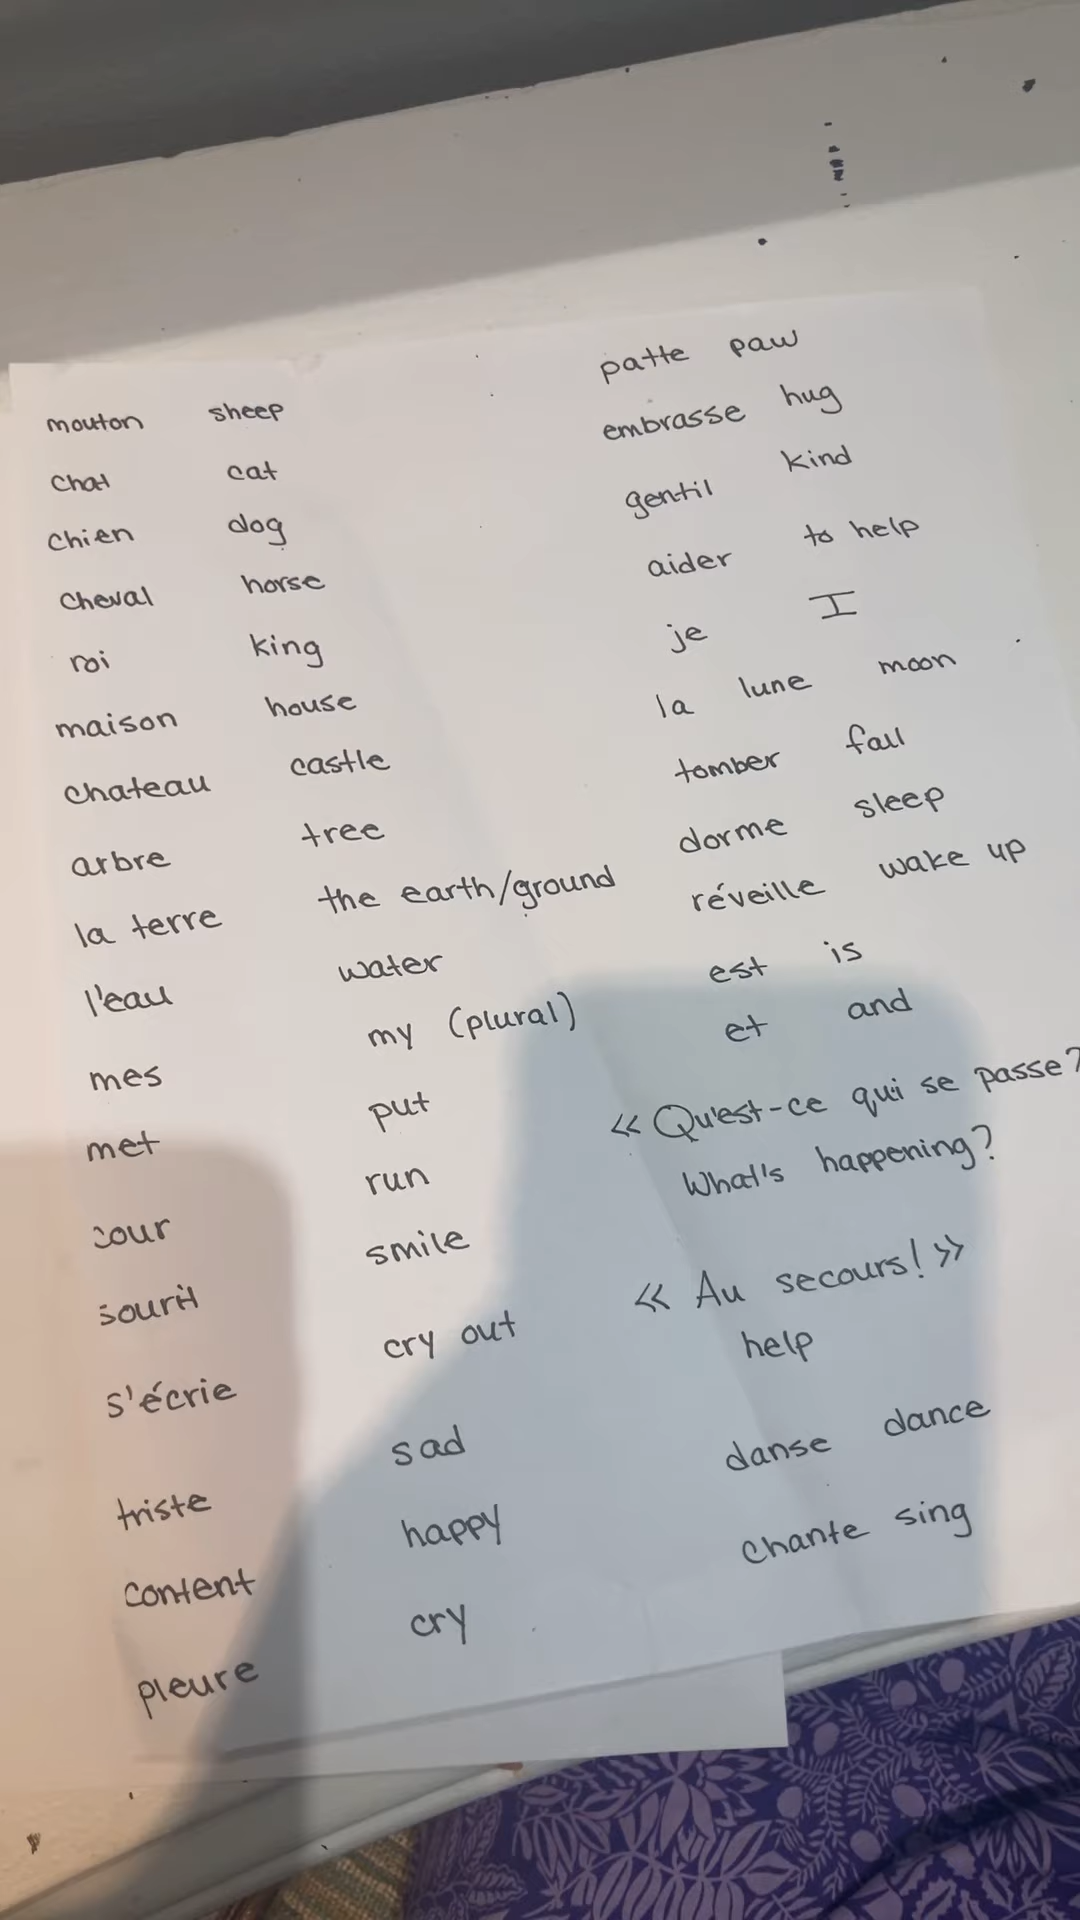 mouton sheep
chat cat
chien dog
cheval horse
roi king
maison house
chateau castle
arbre tree
la terre the earth/ground
l'eau water
mes my (plural)
met put
cour run
sourit smile
s'écrie cry out
triste sad
content happy
pleure cry
patte paw
embrasse hug
gentil kind
aider to help
je I
la lune moon
tomber fall
dorme sleep
réveille wake up
est is
et and
« Qu'est-ce qui se passe?
What's happening?
« Au secours! »
help
danse dance
chante sing